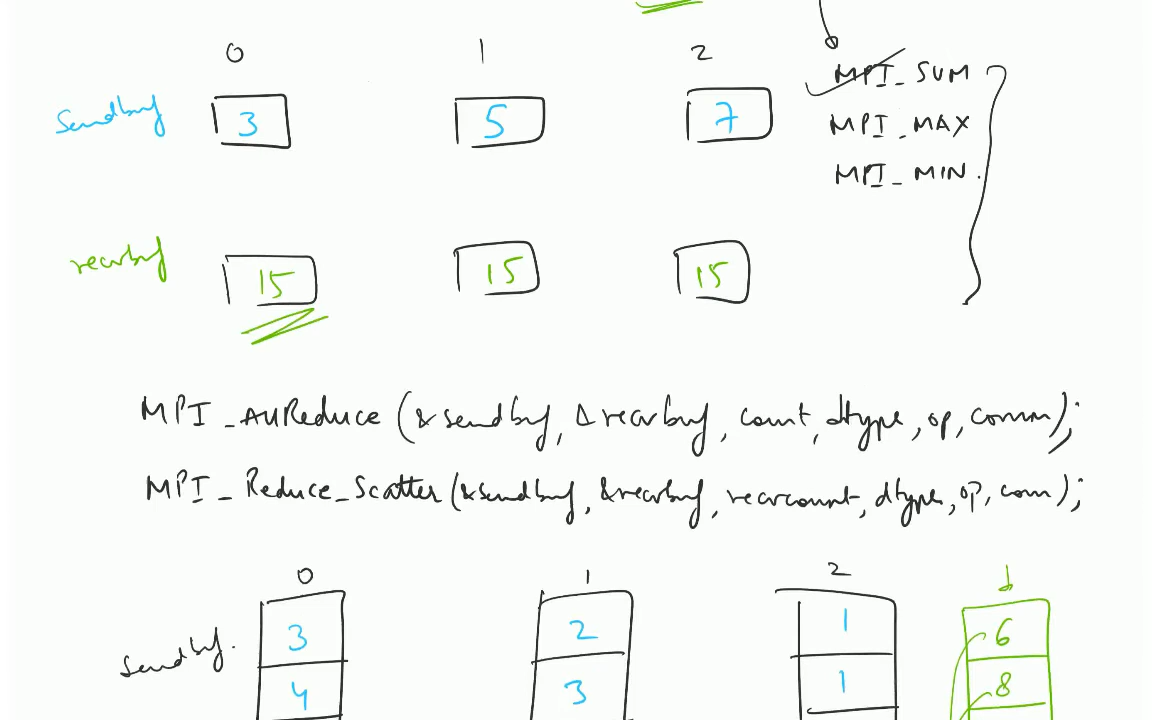 0 1 2
MPI_SUM
sendbuf 3 5 7
MPI_MAX
MPI_MIN.
recvbuf 15 15 15
MPI_AllReduce (&sendbuf, &recvbuf, count, dtype, op, comm);
MPI_Reduce_Scatter (&sendbuf, &recvbuf, recvcount, dtype, op, com);
0 1 2
sendbuf. 3 2 1 6
4 3 1 8